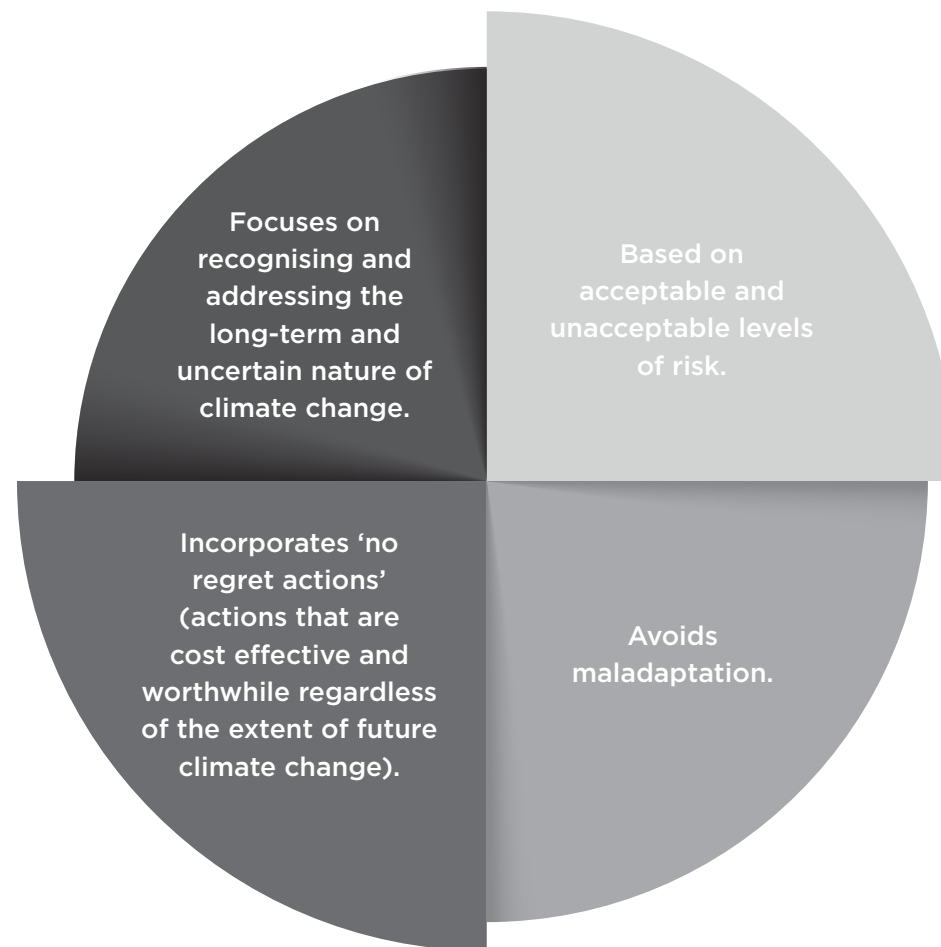 Focuses on
recognising and
addressing the
long-term and
uncertain nature of
climate change.
Based on
acceptable and
unacceptable levels
of risk.
Incorporates ‘no
regret actions’
(actions that are
cost effective and
worthwhile regardless
of the extent of future
climate change).
Avoids
maladaptation.